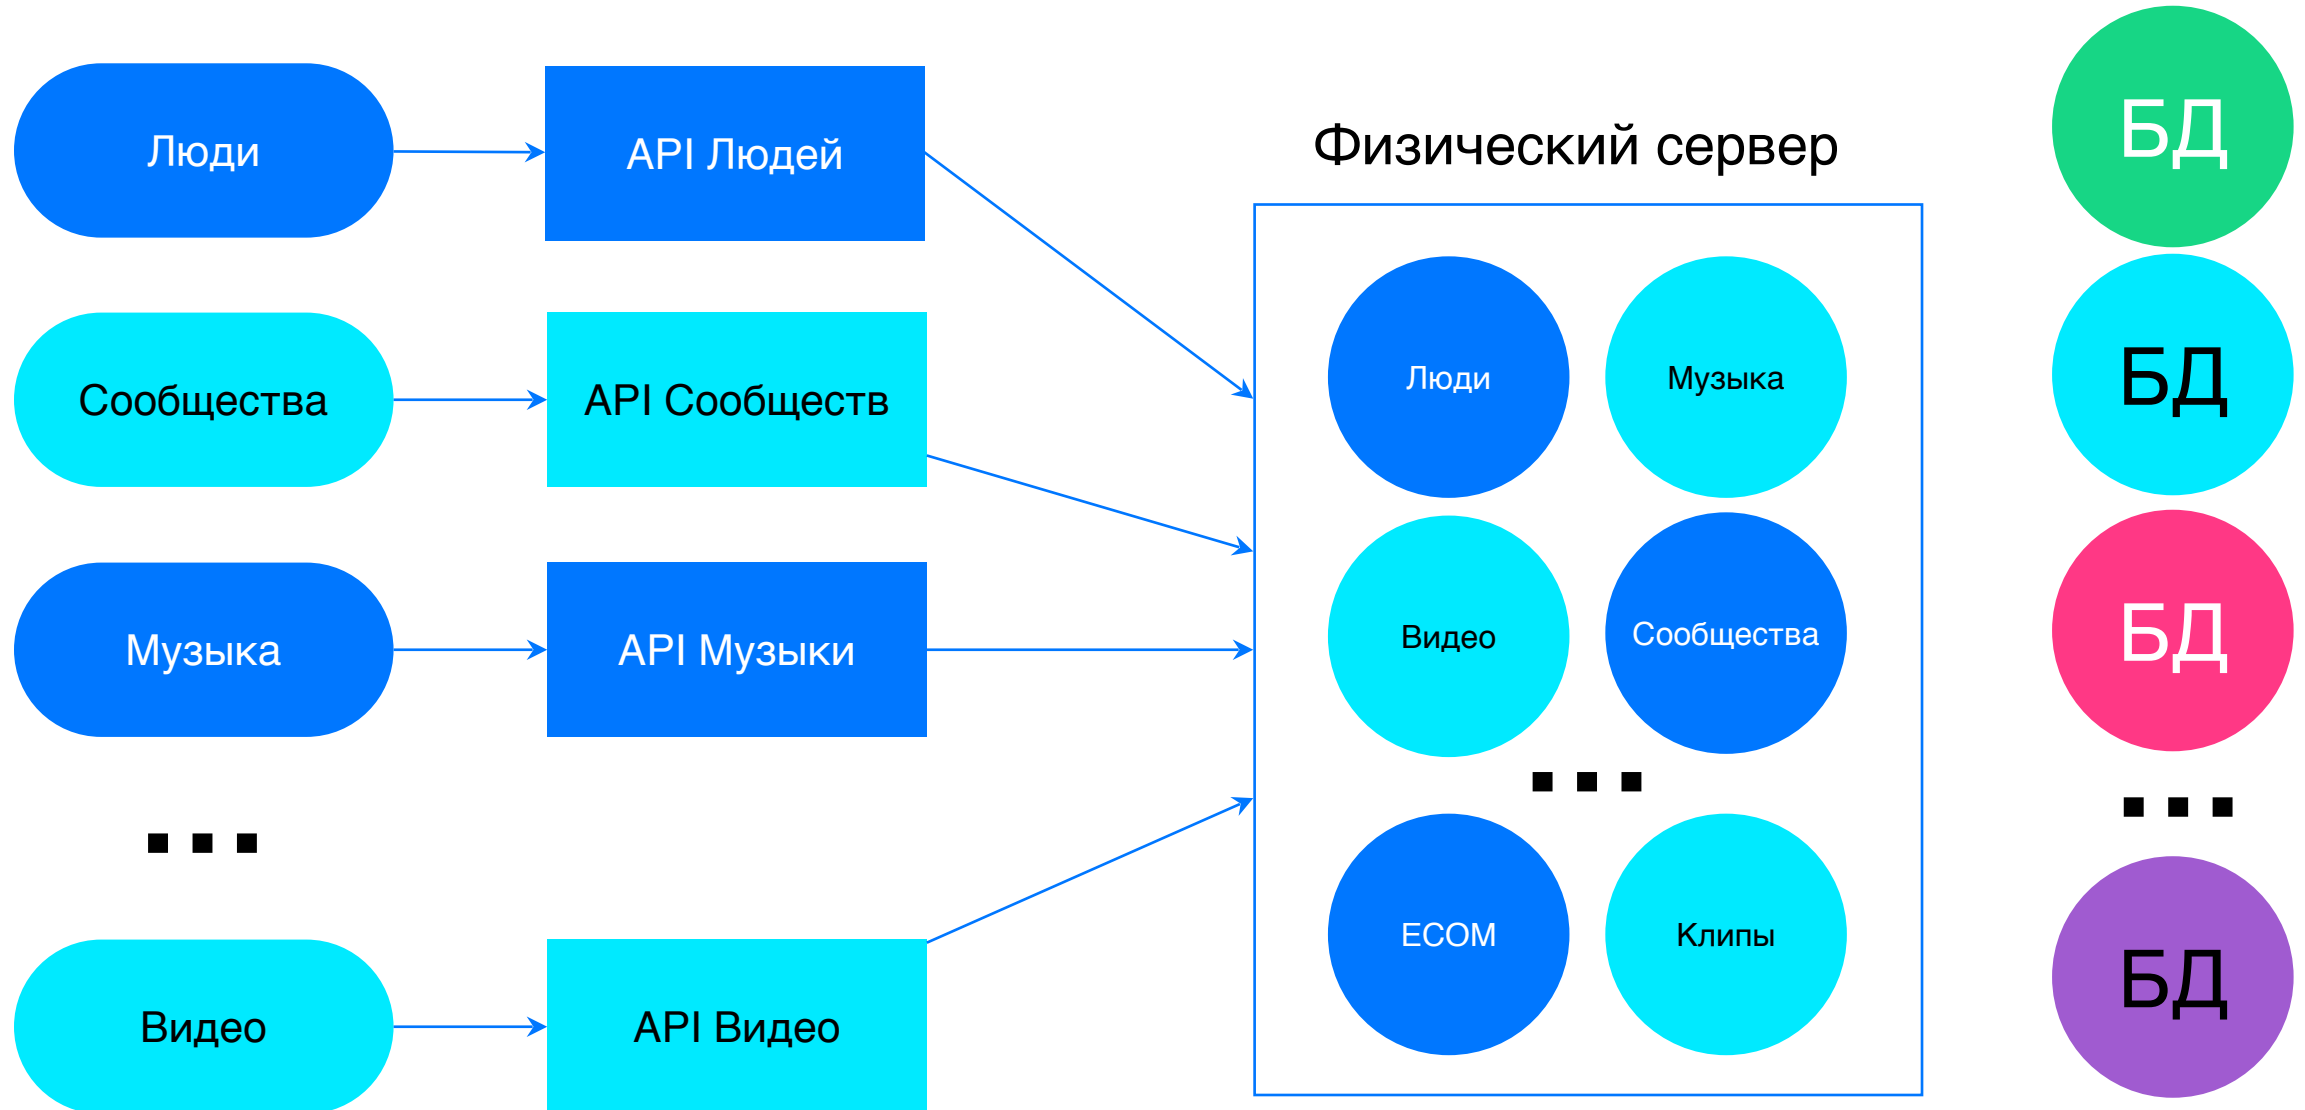 Люди
API Людей
Сообщества
API Сообществ
Музыка
API Музыки
...
Видео
API Видео
Физический сервер
Люди
Музыка
Видео
Сообщества
...
ECOM
Клипы
БД
БД
БД
...
БД